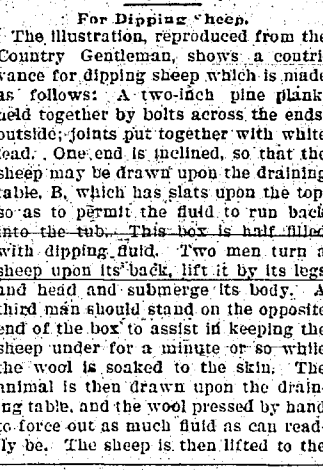 For Dipping Sheep.
The illustration, reproduced from the
Country Gentleman, shows a contri-
vance for dipping sheep which is made
as follows: A two-inch pine plank
held together by bolts across the ends
outside; joints put together with white
lead. One end is inclined, so that the
sheep may be drawn upon the draining
table, B, which has slats upon the top
so as to permit the fluid to run back
into the tub. This box is half filled
with dipping fluid. Two men turn a
sheep upon its back, lift it by its legs
and head and submerge its body. A
third man should stand on the opposite
end of the box to assist in keeping the
sheep under for a minute or so while
the wool is soaked to the skin. The
animal is then drawn upon the drain-
ing table, and the wool pressed by hand
to force out as much fluid as can read-
ily be. The sheep is then lifted to the